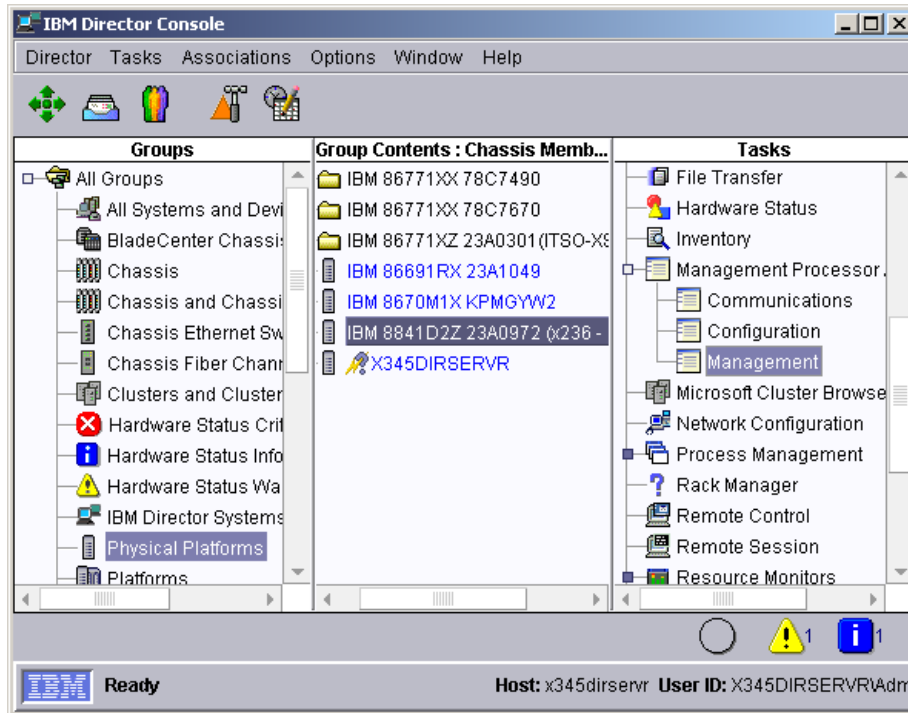 IBM Director Console
Director Tasks Associations Options Window Help
Groups
All Groups
All Systems and Devi
BladeCenter Chassi
Chassis
Chassis and Chassi
Chassis Ethernet Sw
Chassis Fiber Chann
Clusters and Cluster
Hardware Status Crit
Hardware Status Info
Hardware Status Wa
IBM Director Systems
Physical Platforms
Platforms
Group Contents : Chassis Memb...
IBM 86771XX 78C7490
IBM 86771XX 78C7670
IBM 86771XZ 23A0301 (ITSO-XS
IBM 86691RX 23A1049
IBM 8670M1X KPMGYW2
IBM 8841D2Z 23A0972 (x236 -
X345DIRSERVR
Tasks
File Transfer
Hardware Status
Inventory
Management Processor
Communications
Configuration
Management
Microsoft Cluster Browse
Network Configuration
Process Management
Rack Manager
Remote Control
Remote Session
Resource Monitors
1
1
IBM Ready Host: x345dirservr User ID: X345DIRSERVR\Adm